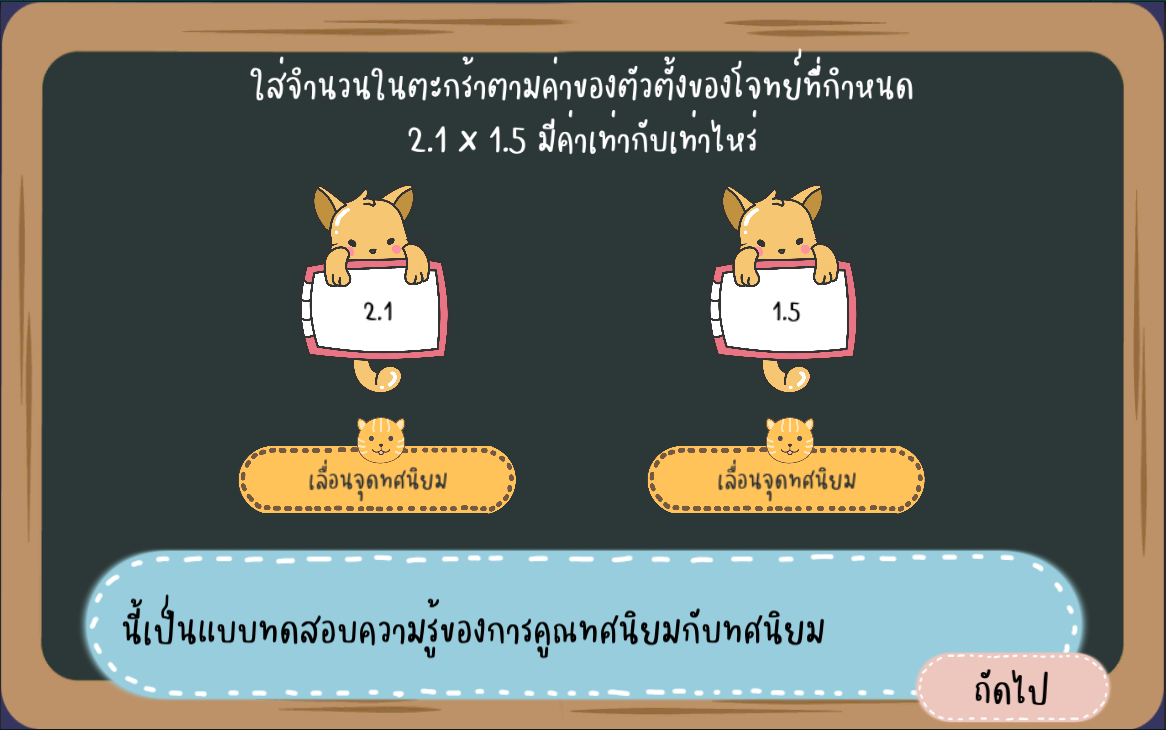 ใส่จำนวนในตะกร้าตามค่าของตัวตั้งของโจทย์ที่กำหนด
2.1 x 1.5 มีค่าเท่ากับเท่าไหร่
2.1
1.5
เลื่อนจุดทศนิยม
เลื่อนจุดทศนิยม
นี้เป็นแบบทดสอบความรู้ของการคูณทศนิยมกับทศนิยม
ถัดไป